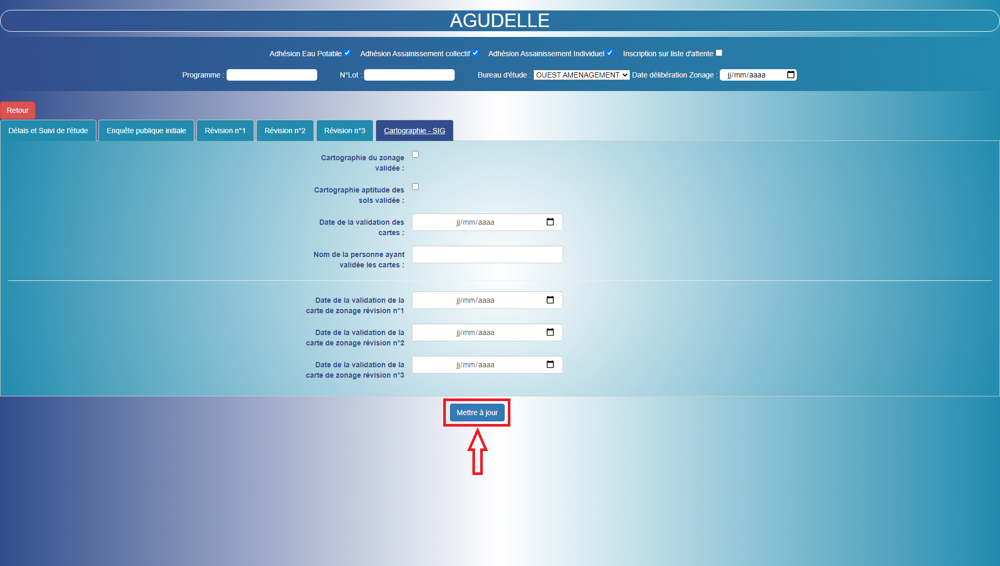 AGUDELLE
Adhésion Eau Potable Adhésion Assainissement collectif Adhésion Assainissement Individuel Inscription sur liste d'attente
Programme : N°Lot : Bureau d'étude : OUEST AMENAGEMENT Date délibération Zonage : jj/mm/aaaa
Retour
Délais et Suivi de l'étude Enquête publique initiale Révision n°1 Révision n°2 Révision n°3 Cartographie - SIG
Cartographie du zonage
validée :
Cartographie aptitude des
sols validée :
Date de la validation des jj/mm/aaaa
cartes :
Nom de la personne ayant
validée les cartes :
Date de la validation de la jj/mm/aaaa
carte de zonage révision n°1
Date de la validation de la jj/mm/aaaa
carte de zonage révision n°2
Date de la validation de la jj/mm/aaaa
carte de zonage révision n°3
Mettre à jour